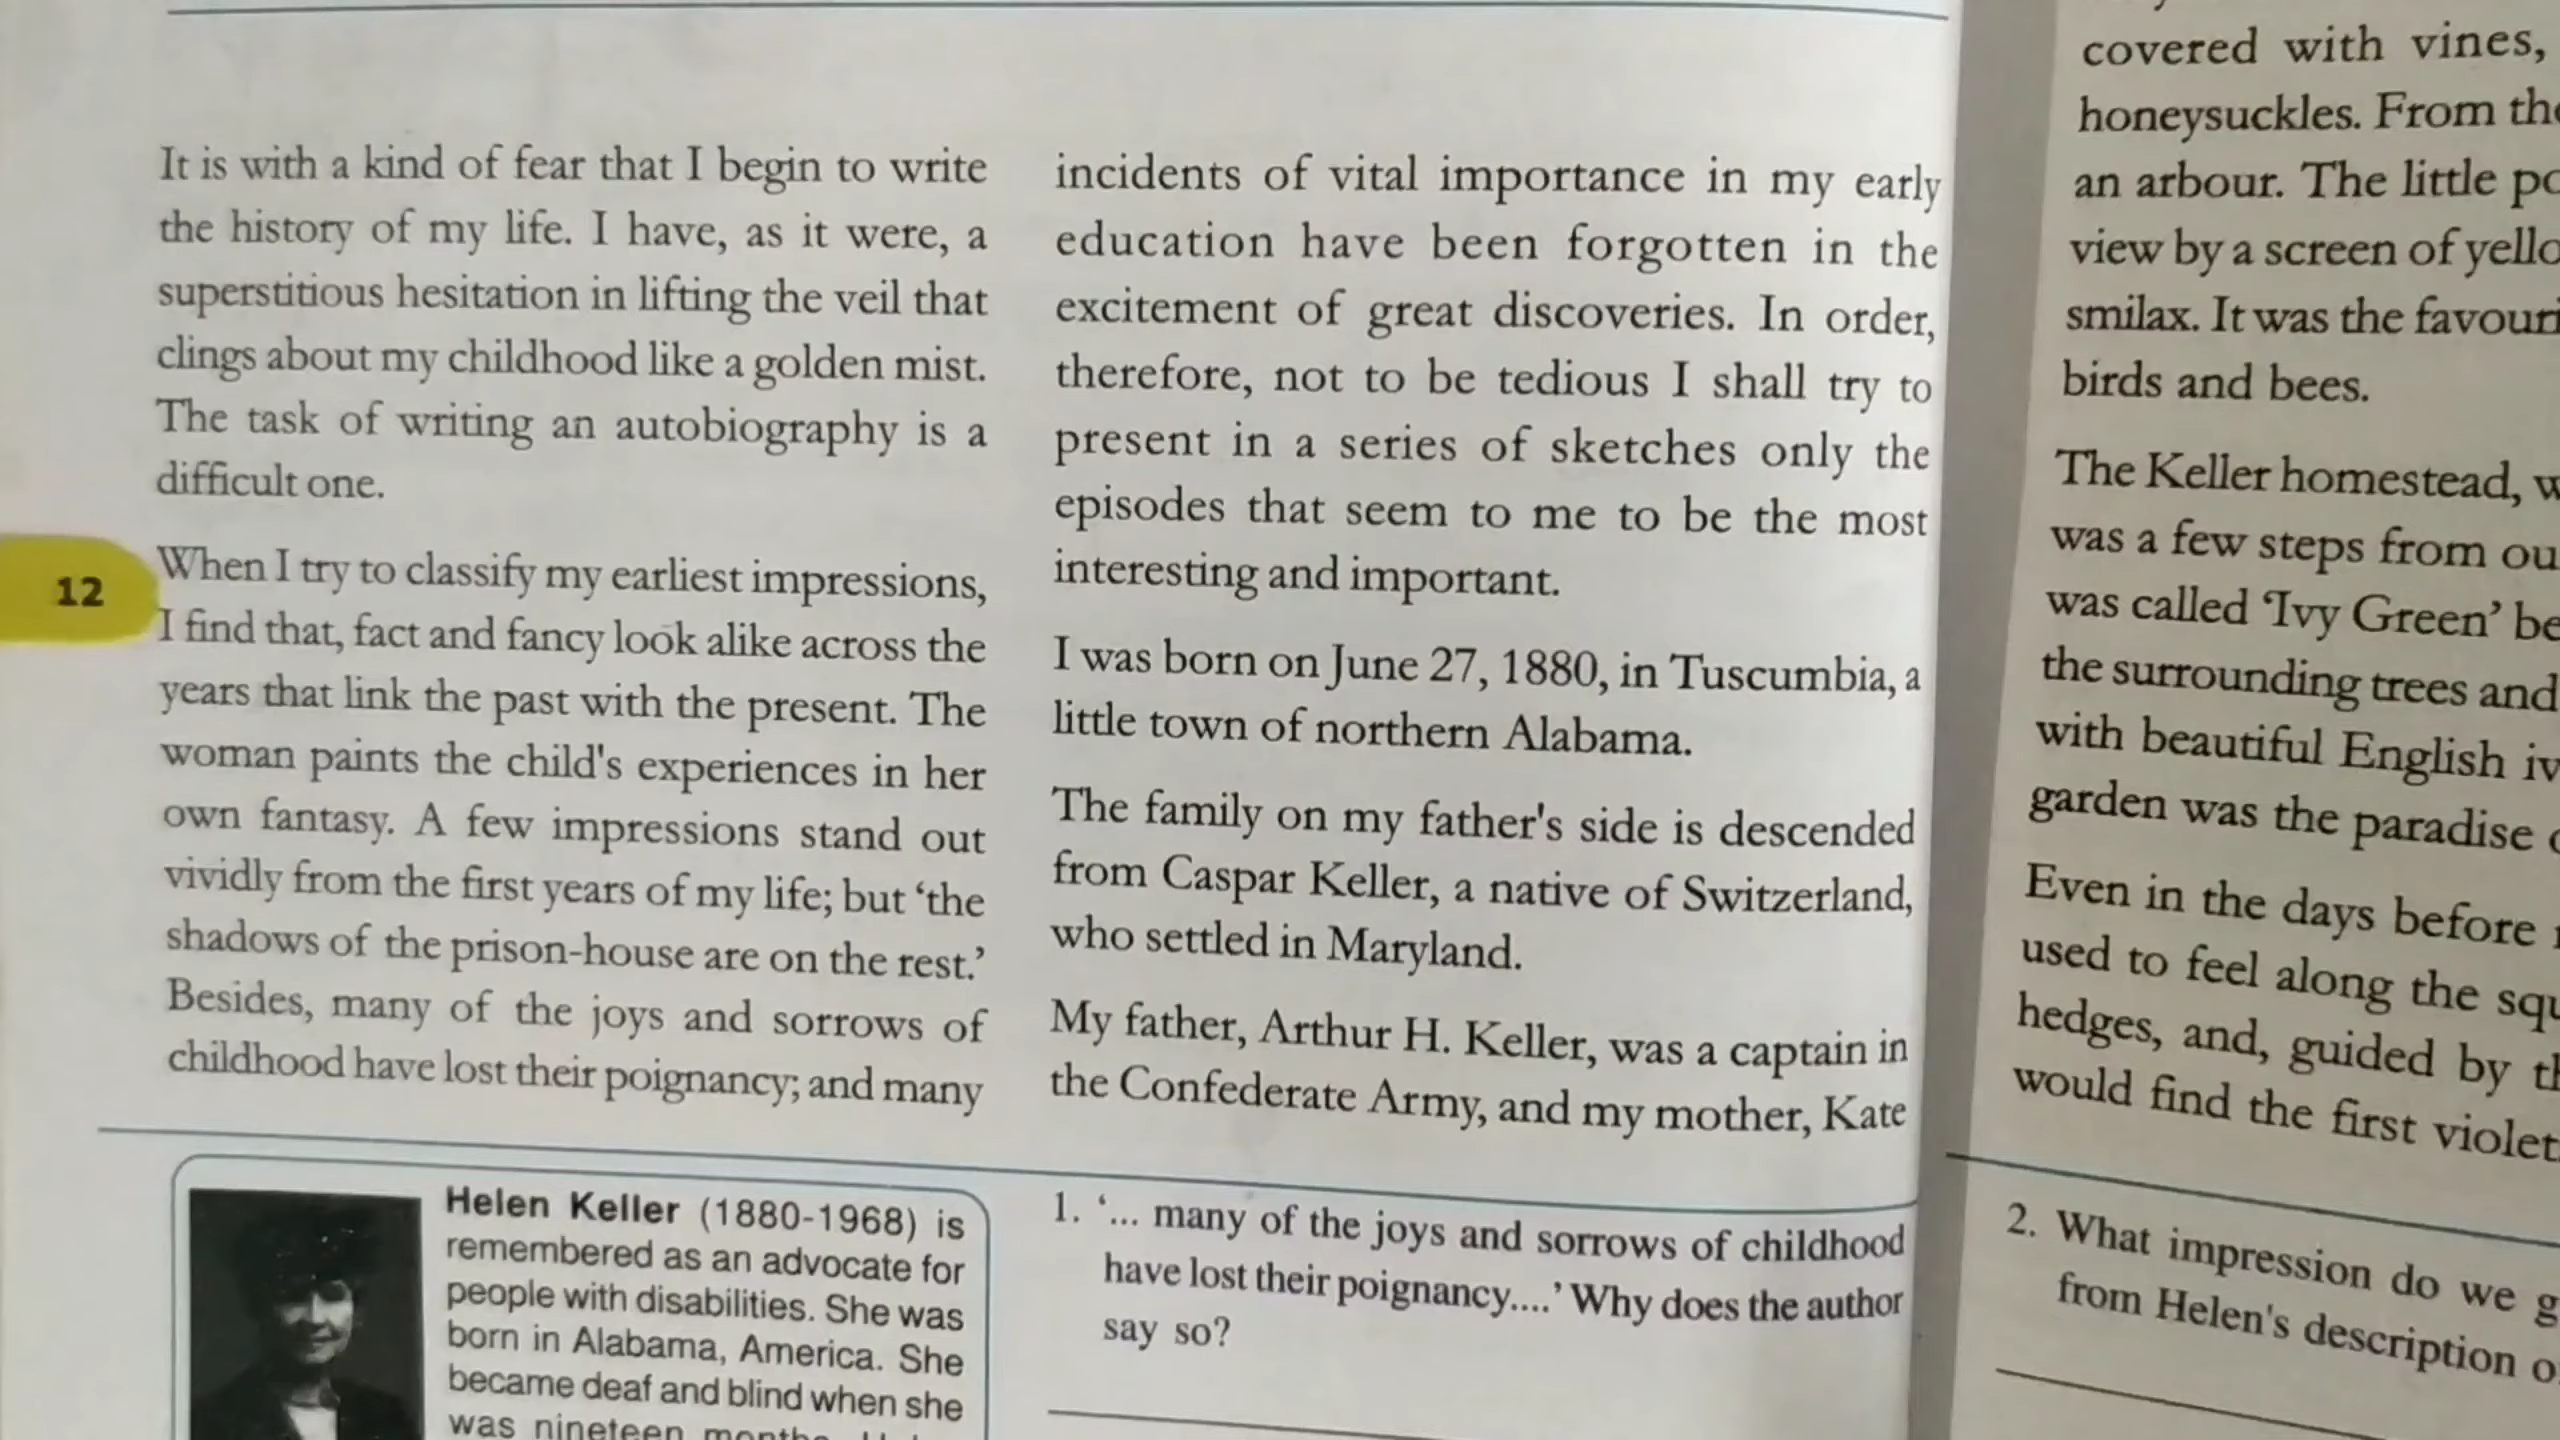 It is with a kind of fear that I begin to write
the history of my life. I have, as it were, a
superstitious hesitation in lifting the veil that
clings about my childhood like a golden mist.
The task of writing an autobiography is a
difficult one.
When I try to classify my earliest impressions,
I find that, fact and fancy look alike across the
years that link the past with the present. The
woman paints the child's experiences in her
own fantasy. A few impressions stand out
vividly from the first years of my life; but ‘the
shadows of the prison-house are on the rest.’
Besides, many of the joys and sorrows of
childhood have lost their poignancy; and many
12
incidents of vital importance in my early
education have been forgotten in the
excitement of great discoveries. In order,
therefore, not to be tedious I shall try to
present in a series of sketches only the
episodes that seem to me to be the most
interesting and important.
I was born on June 27, 1880, in Tuscumbia, a
little town of northern Alabama.
The family on my father's side is descended
from Caspar Keller, a native of Switzerland,
who settled in Maryland.
My father, Arthur H. Keller, was a captain in
the Confederate Army, and my mother, Kate
Helen Keller (1880-1968) is
remembered as an advocate for
people with disabilities. She was
born in Alabama, America. She
became deaf and blind when she
was nineteen months.
1. ‘... many of the joys and sorrows of childhood
have lost their poignancy....’ Why does the author
say so?
covered with vines,
honeysuckles. From
an arbour. The little
view by a screen of
smilax. It was the
birds and bees.
The Keller homestead,
was a few steps from
was called ‘Ivy Green’
the surrounding trees and
with beautiful English
garden was the paradise
Even in the days before
used to feel along the
hedges, and, guided by
would find the first
2. What impression do we
from Helen's description